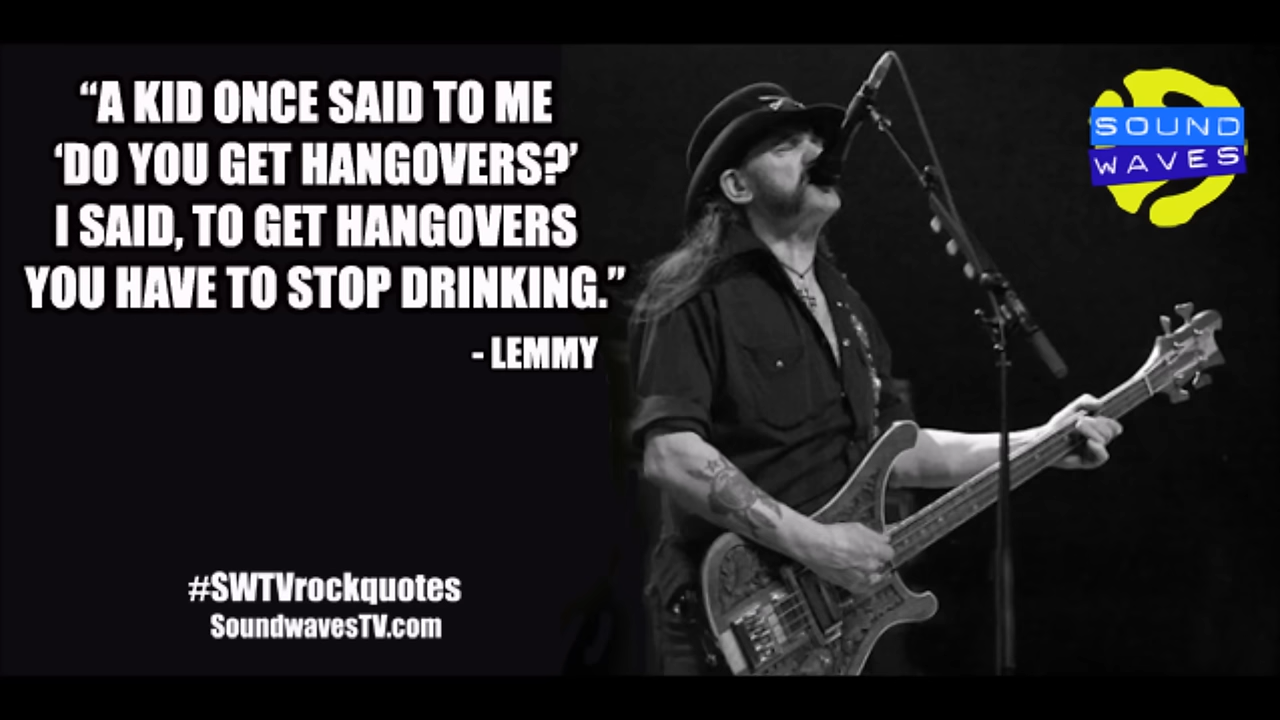 “A KID ONCE SAID TO ME
‘DO YOU GET HANGOVERS?’
I SAID, TO GET HANGOVERS
YOU HAVE TO STOP DRINKING.”
- LEMMY
SOUND
WAVES
#SWTVrockquotes
SoundwavesTV.com